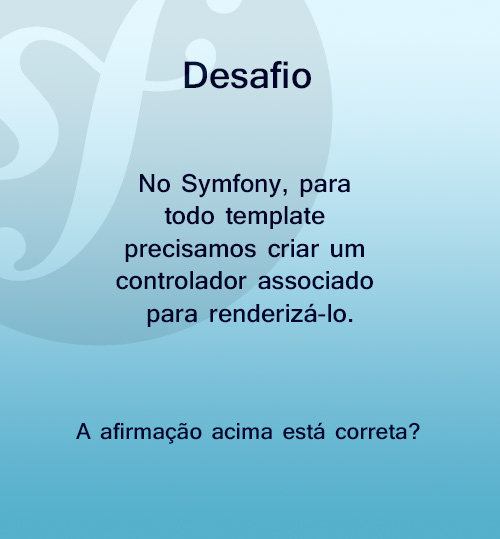 Desafio
No Symfony, para
todo template
precisamos criar um
controlador associado
para renderizá-lo.
A afirmação acima está correta?